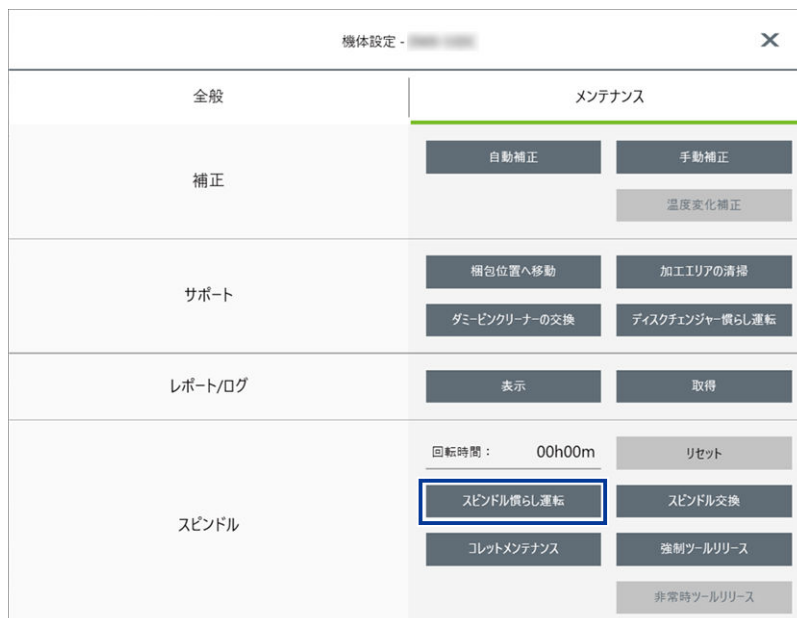 機体設定 -
全般
メンテナンス
補正
自動補正
手動補正
温度変化補正
サポート
梱包位置へ移動
加工エリアの清掃
ダミーピンクリーナーの交換
ディスクチェンジャー慣らし運転
レポート/ログ
表示
取得
スピンドル
回転時間： 00h00m
リセット
スピンドル慣らし運転
スピンドル交換
コレットメンテナンス
強制ツールリリース
非常時ツールリリース